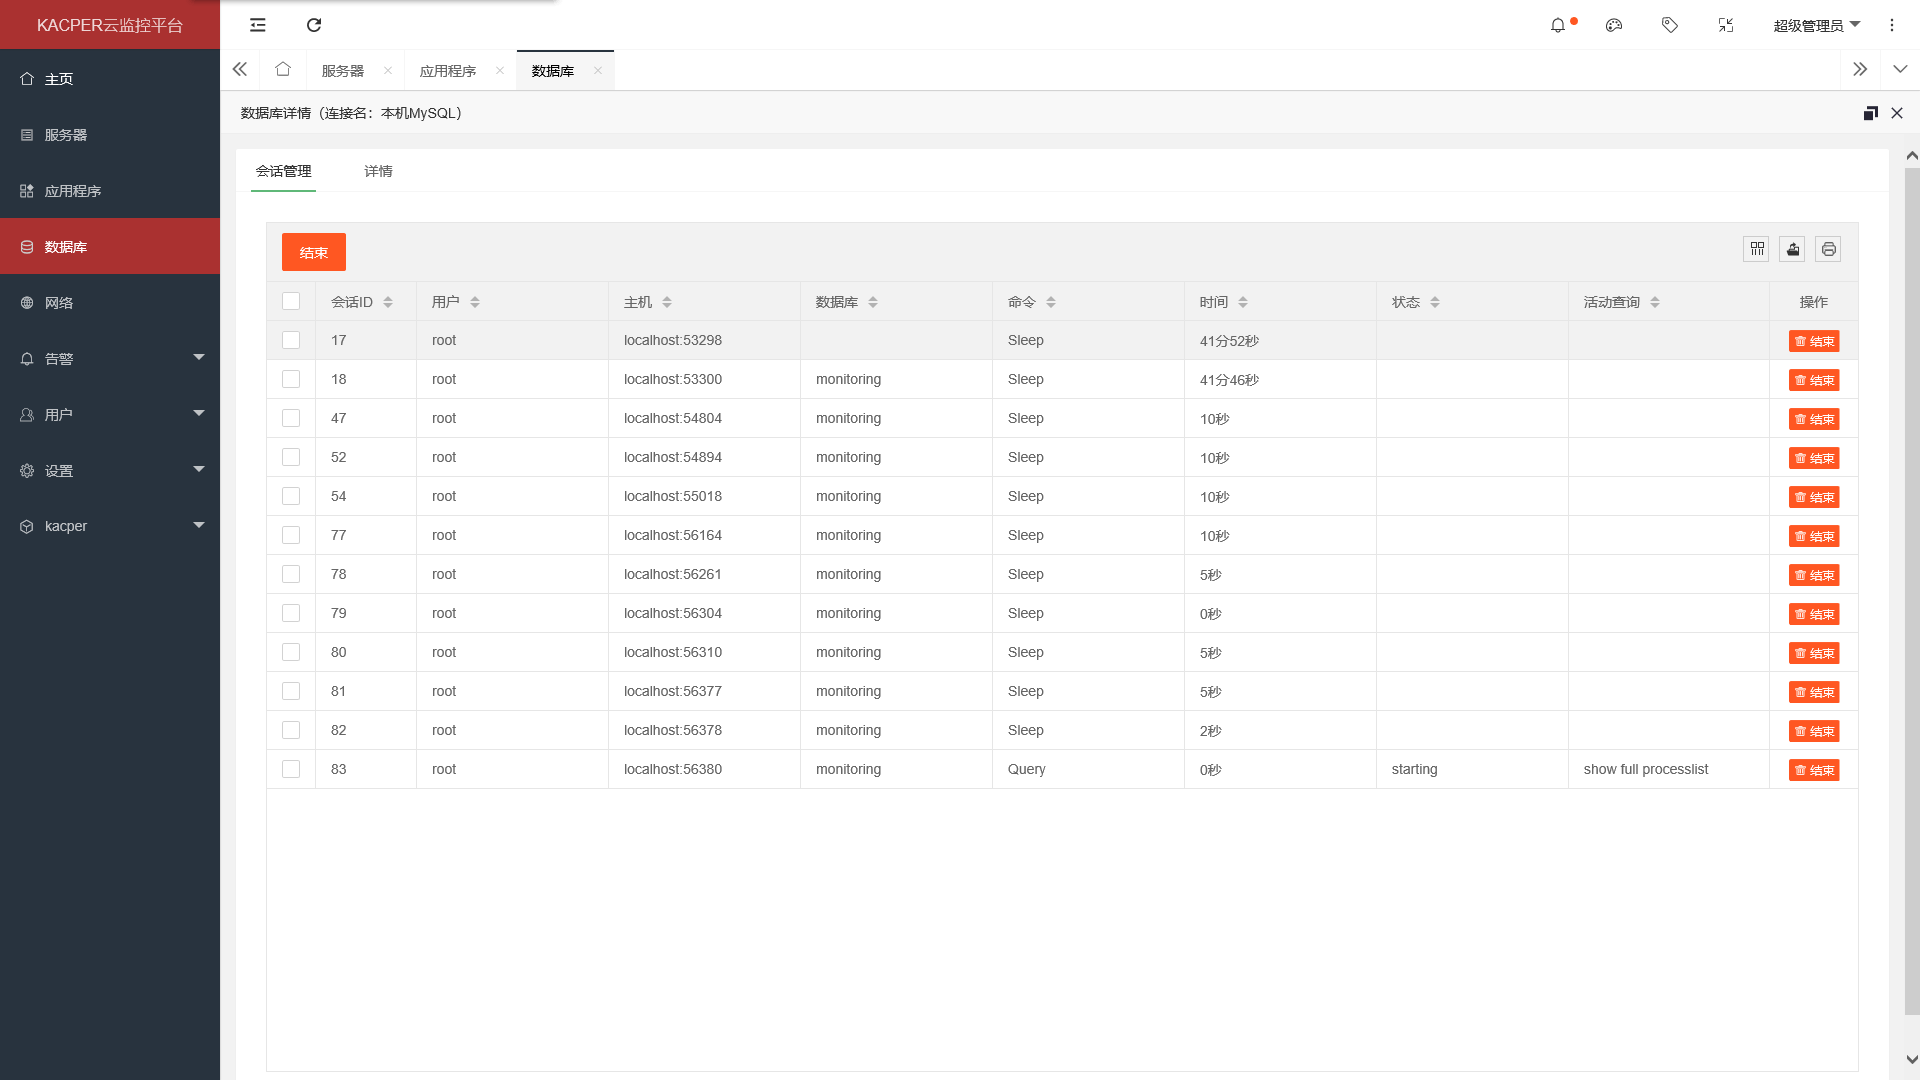 KACPER云监控平台
超级管理员
主页
服务器
应用程序
数据库
网络
告警
用户
设置
kacper
服务器 应用程序 数据库
数据库详情（连接名：本机MySQL）
会话管理 详情
结束
会话ID 用户 主机 数据库 命令 时间 状态 活动查询 操作
17 root localhost:53298 Sleep 41分52秒 结束
18 root localhost:53300 monitoring Sleep 41分46秒 结束
47 root localhost:54804 monitoring Sleep 10秒 结束
52 root localhost:54894 monitoring Sleep 10秒 结束
54 root localhost:55018 monitoring Sleep 10秒 结束
77 root localhost:56164 monitoring Sleep 10秒 结束
78 root localhost:56261 monitoring Sleep 5秒 结束
79 root localhost:56304 monitoring Sleep 0秒 结束
80 root localhost:56310 monitoring Sleep 5秒 结束
81 root localhost:56377 monitoring Sleep 5秒 结束
82 root localhost:56378 monitoring Sleep 2秒 结束
83 root localhost:56380 monitoring Query 0秒 starting show full processlist 结束